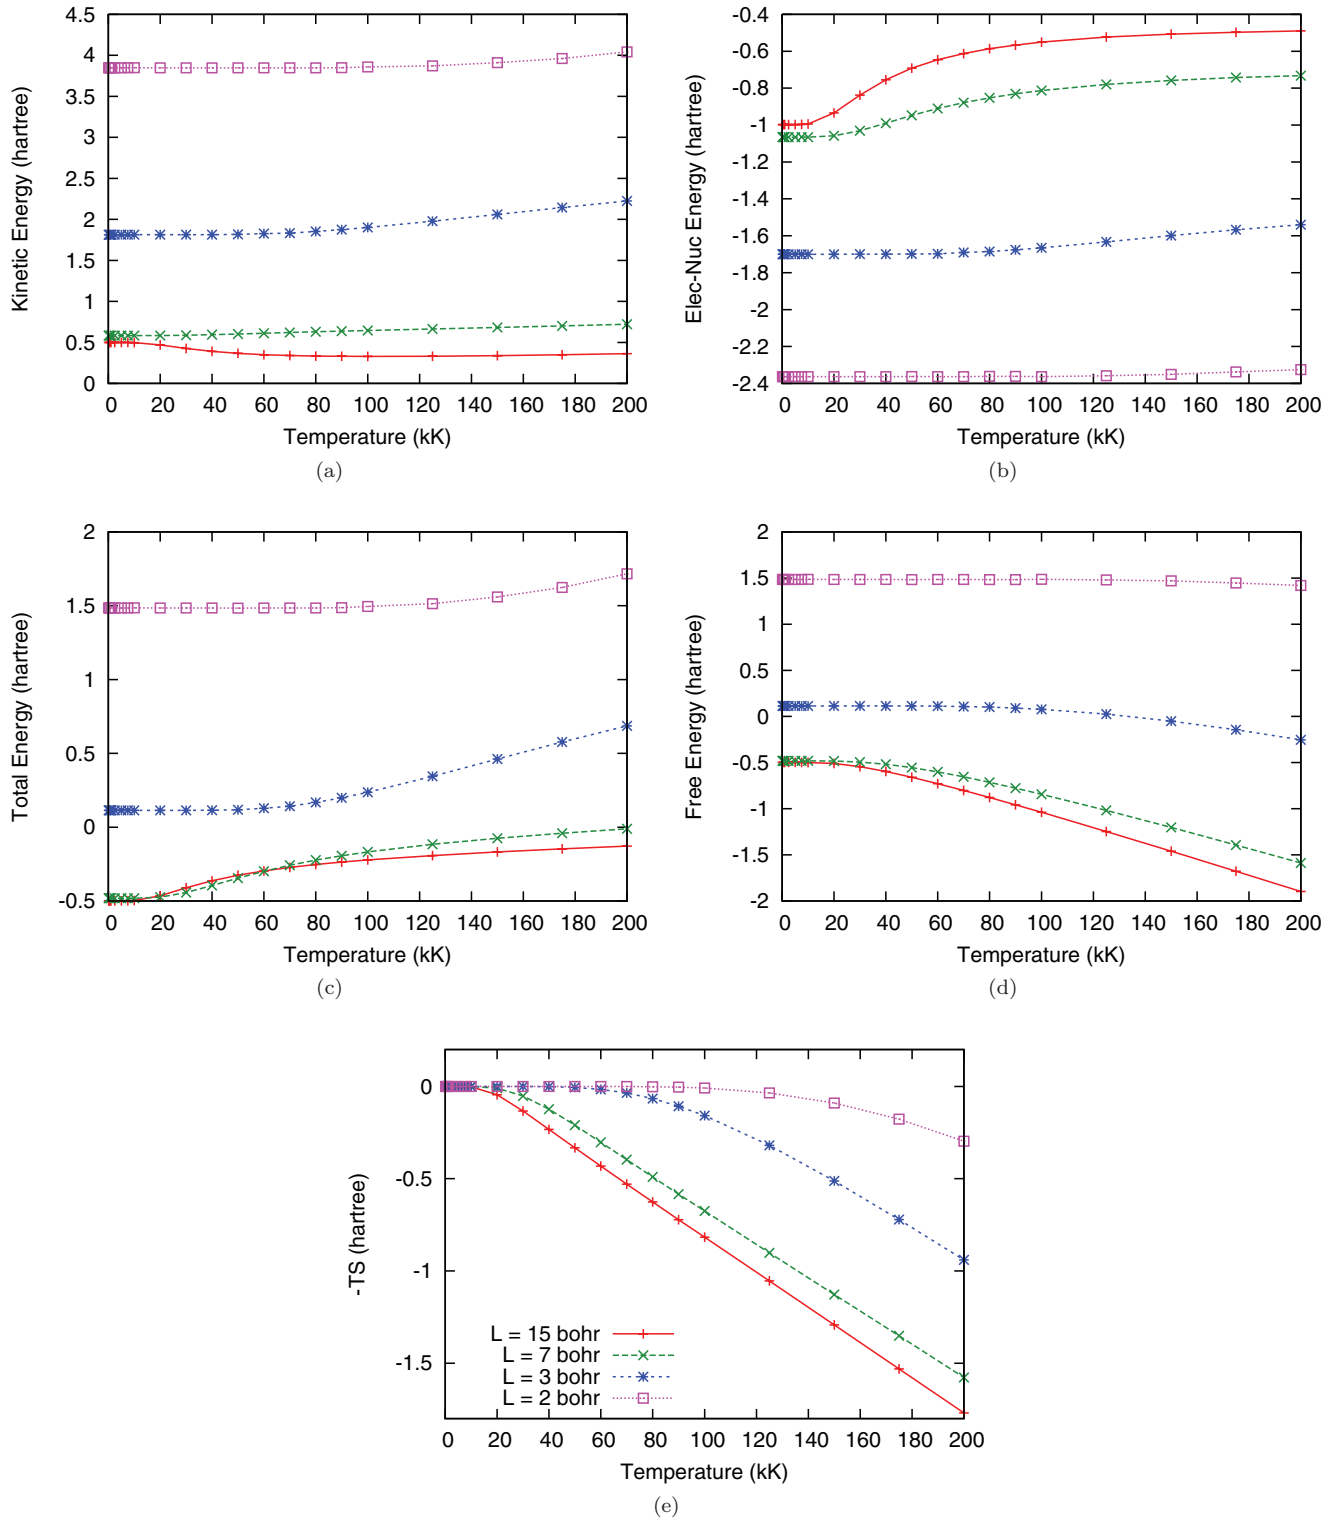 Kinetic Energy (hartree)
4.5
4
3.5
3
2.5
2
1.5
1
0.5
0
0 20 40 60 80 100 120 140 160 180 200
Temperature (kK)
(a)
Elec-Nuc Energy (hartree)
-0.4
-0.6
-0.8
-1
-1.2
-1.4
-1.6
-1.8
-2
-2.2
-2.4
0 20 40 60 80 100 120 140 160 180 200
Temperature (kK)
(b)
Total Energy (hartree)
2
1.5
1
0.5
0
-0.5
0 20 40 60 80 100 120 140 160 180 200
Temperature (kK)
(c)
Free Energy (hartree)
2
1.5
1
0.5
0
-0.5
-1
-1.5
-2
0 20 40 60 80 100 120 140 160 180 200
Temperature (kK)
(d)
-TS (hartree)
0
-0.5
-1
-1.5
L = 15 bohr
L = 7 bohr
L = 3 bohr
L = 2 bohr
0 20 40 60 80 100 120 140 160 180 200
Temperature (kK)
(e)